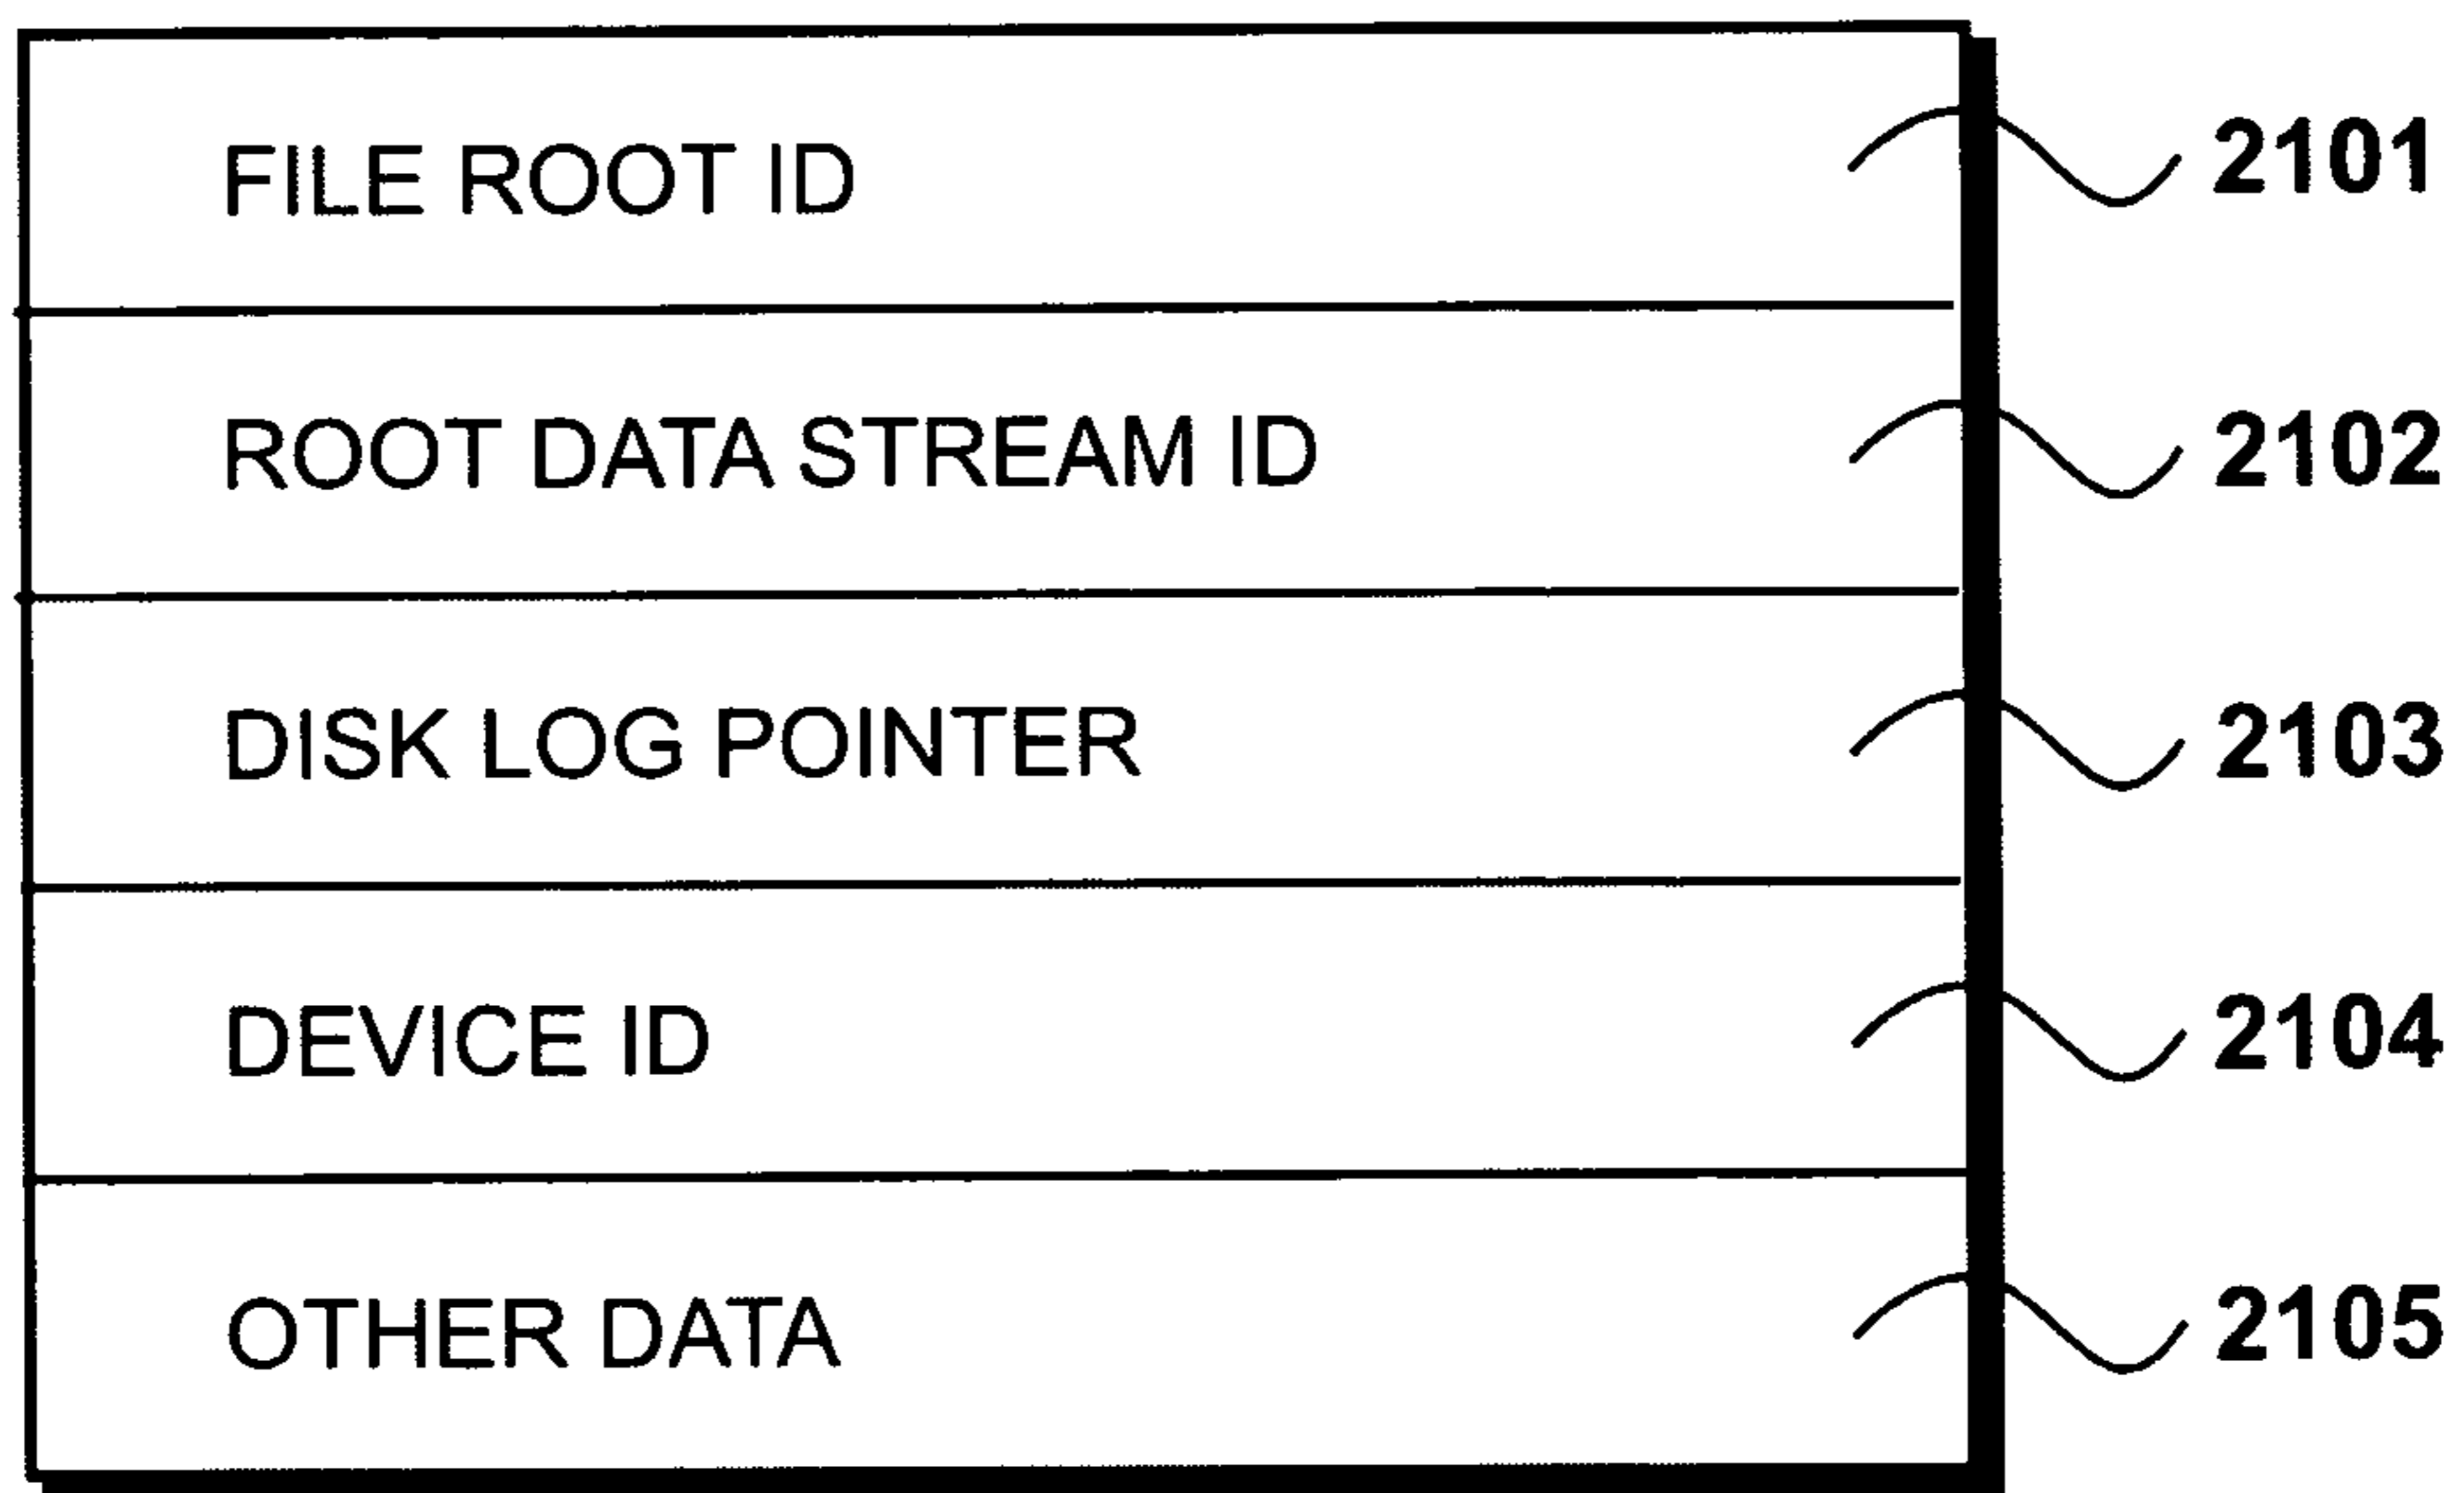 FILE ROOT ID 2101
ROOT DATA STREAM ID 2102
DISK LOG POINTER 2103
DEVICE ID 2104
OTHER DATA 2105